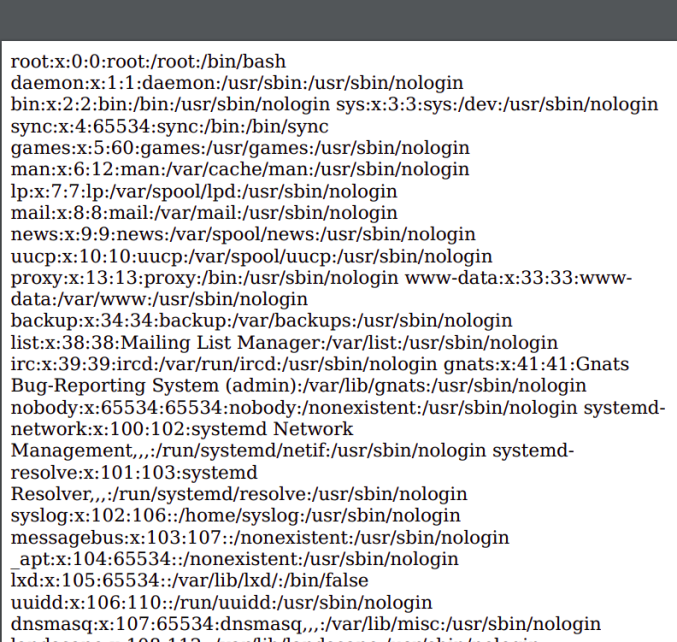 root:x:0:0:root:/root:/bin/bash
daemon:x:1:1:daemon:/usr/sbin:/usr/sbin/nologin
bin:x:2:2:bin:/bin:/usr/sbin/nologin sys:x:3:3:sys:/dev:/usr/sbin/nologin
sync:x:4:65534:sync:/bin:/bin/sync
games:x:5:60:games:/usr/games:/usr/sbin/nologin
man:x:6:12:man:/var/cache/man:/usr/sbin/nologin
lp:x:7:7:lp:/var/spool/lpd:/usr/sbin/nologin
mail:x:8:8:mail:/var/mail:/usr/sbin/nologin
news:x:9:9:news:/var/spool/news:/usr/sbin/nologin
uucp:x:10:10:uucp:/var/spool/uucp:/usr/sbin/nologin
proxy:x:13:13:proxy:/bin:/usr/sbin/nologin www-data:x:33:33:www-
data:/var/www:/usr/sbin/nologin
backup:x:34:34:backup:/var/backups:/usr/sbin/nologin
list:x:38:38:Mailing List Manager:/var/list:/usr/sbin/nologin
irc:x:39:39:ircd:/var/run/ircd:/usr/sbin/nologin gnats:x:41:41:Gnats
Bug-Reporting System (admin):/var/lib/gnats:/usr/sbin/nologin
nobody:x:65534:65534:nobody:/nonexistent:/usr/sbin/nologin systemd-
network:x:100:102:systemd Network
Management,,,:/run/systemd/netif:/usr/sbin/nologin systemd-
resolve:x:101:103:systemd
Resolver,,,:/run/systemd/resolve:/usr/sbin/nologin
syslog:x:102:106::/home/syslog:/usr/sbin/nologin
messagebus:x:103:107::/nonexistent:/usr/sbin/nologin
_apt:x:104:65534::/nonexistent:/usr/sbin/nologin
lxd:x:105:65534::/var/lib/lxd/:/bin/false
uuidd:x:106:110::/run/uuidd:/usr/sbin/nologin
dnsmasq:x:107:65534:dnsmasq,,,:/var/lib/misc:/usr/sbin/nologin